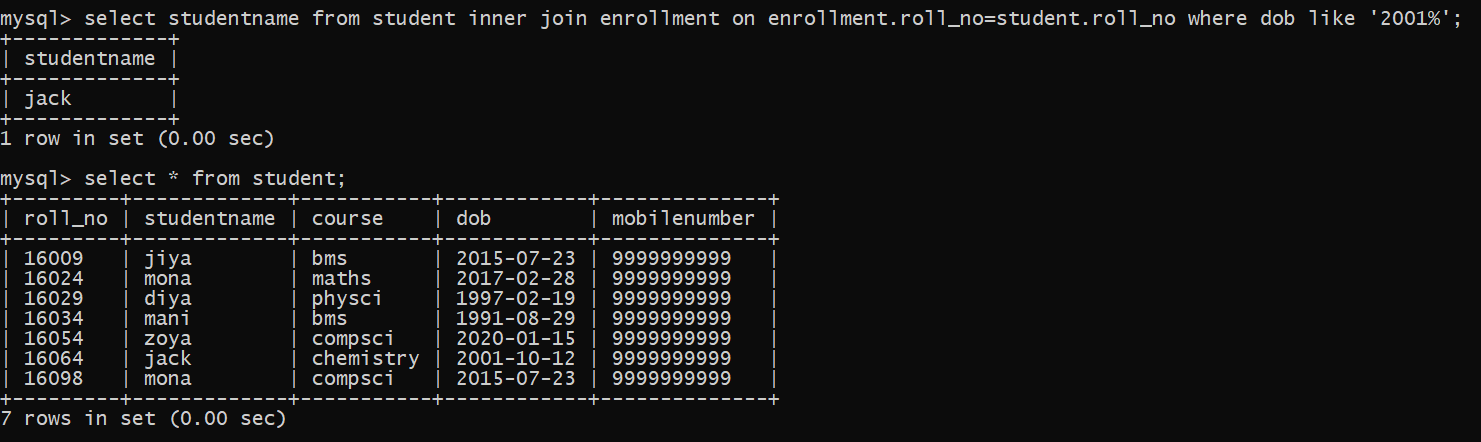 mysql> select studentname from student inner join enrollment on enrollment.roll_no=student.roll_no where dob like '2001%';
+-------------+
| studentname |
+-------------+
| jack        |
+-------------+
1 row in set (0.00 sec)

mysql> select * from student;
+---------+-------------+-----------+------------+--------------+
| roll_no | studentname | course    | dob        | mobilenumber |
+---------+-------------+-----------+------------+--------------+
| 16009   | jiya        | bms       | 2015-07-23 | 9999999999   |
| 16024   | mona        | maths     | 2017-02-28 | 9999999999   |
| 16029   | diya        | physci    | 1997-02-19 | 9999999999   |
| 16034   | mani        | bms       | 1991-08-29 | 9999999999   |
| 16054   | zoya        | compsci   | 2020-01-15 | 9999999999   |
| 16064   | jack        | chemistry | 2001-10-12 | 9999999999   |
| 16098   | mona        | compsci   | 2015-07-23 | 9999999999   |
+---------+-------------+-----------+------------+--------------+
7 rows in set (0.00 sec)